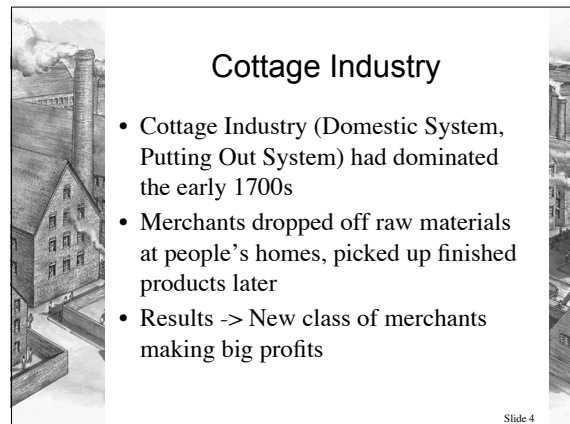 Cottage Industry
• Cottage Industry (Domestic System,
Putting Out System) had dominated
the early 1700s
• Merchants dropped off raw materials
at people’s homes, picked up finished
products later
• Results -> New class of merchants
making big profits
Slide 4